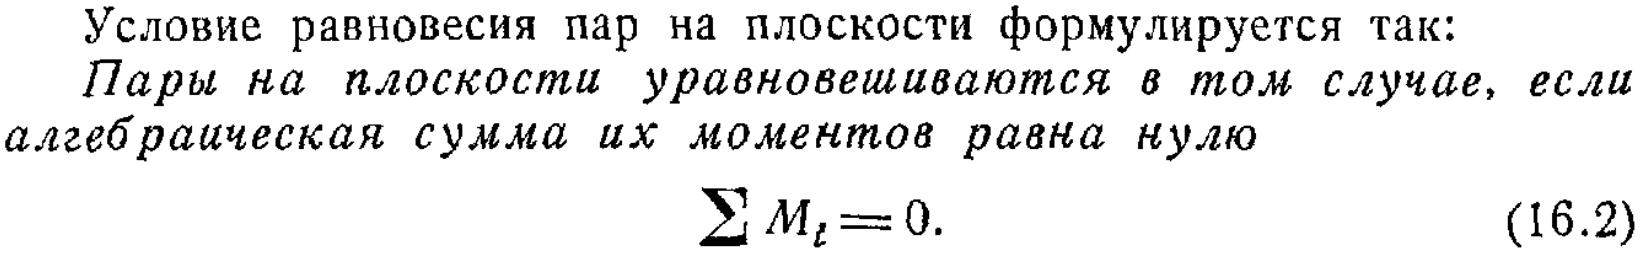 Условие равновесия пар на плоскости формулируется так:
Пары на плоскости уравновешиваются в том случае, если
алгебраическая сумма их моментов равна нулю
∑ Mᵢ = 0. (16.2)